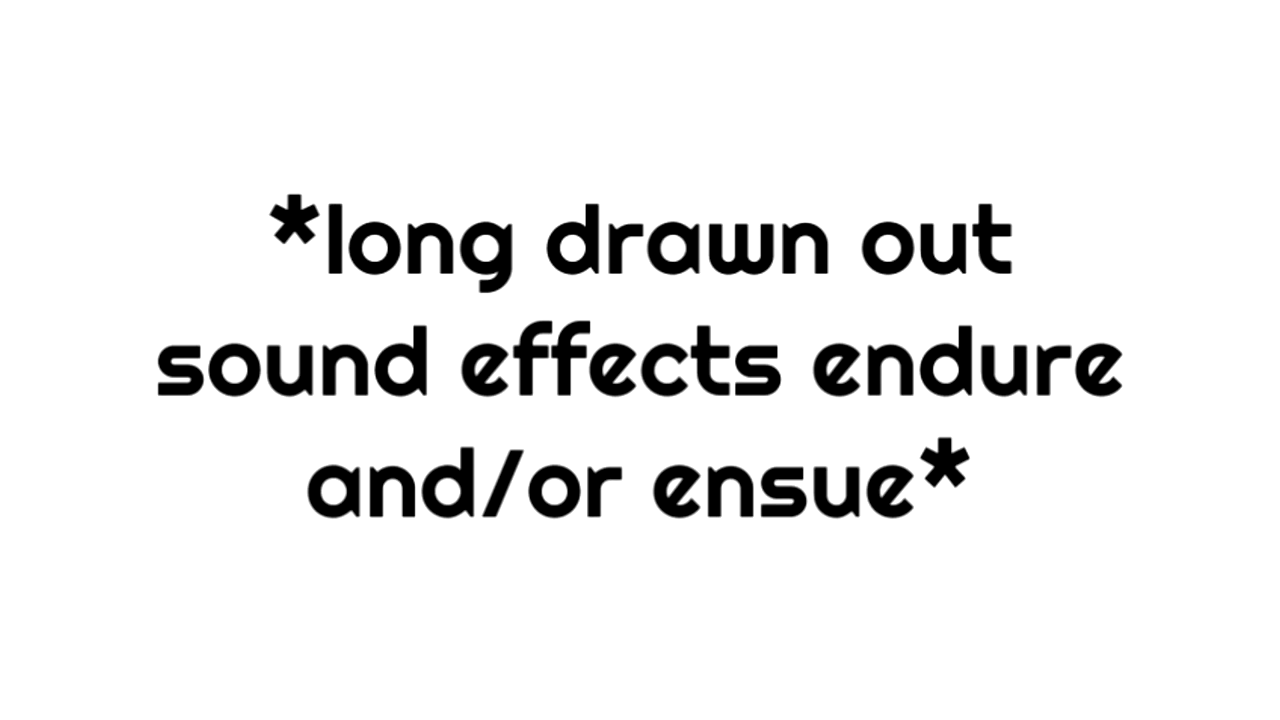 *long drawn out
sound effects endure
and/or ensue*